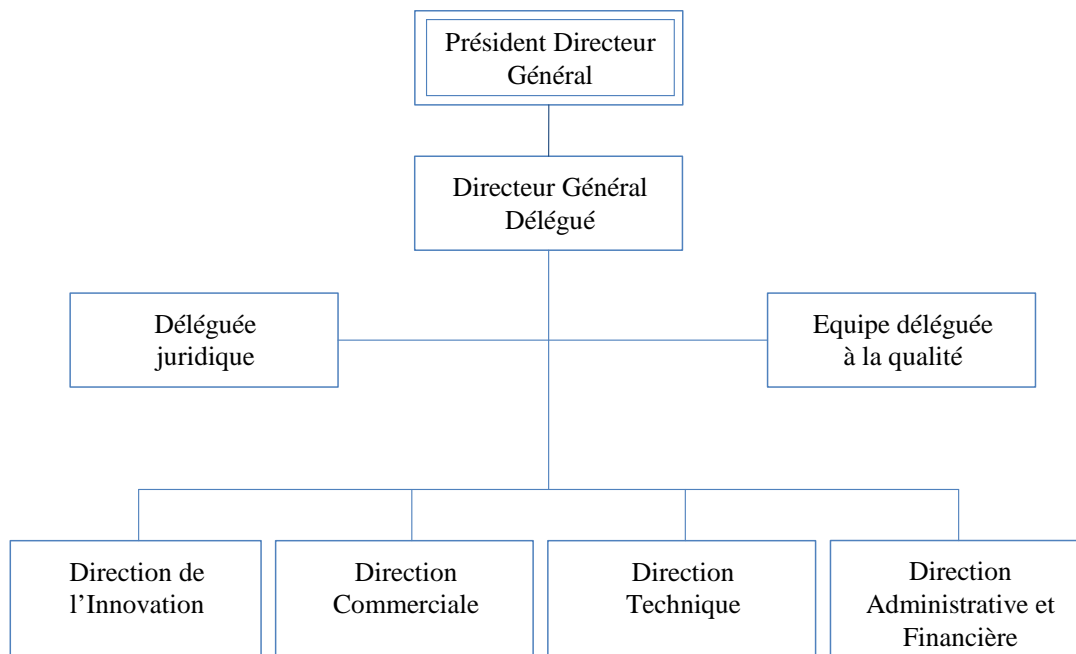 Président Directeur
Général
Directeur Général
Délégué
Déléguée
juridique
Equipe déléguée
à la qualité
Direction de
l’Innovation
Direction
Commerciale
Direction
Technique
Direction
Administrative et
Financière